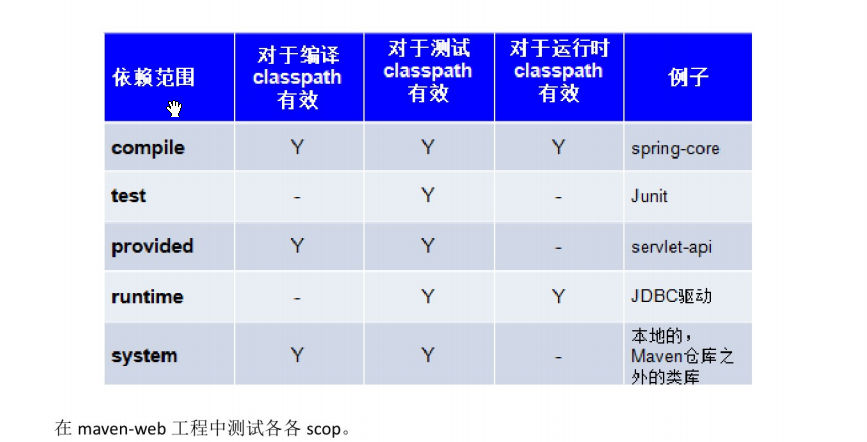 依赖范围
对于编译
classpath
有效
对于测试
classpath
有效
对于运行时
classpath
有效
例子
compile Y Y Y spring-core
test - Y - Junit
provided Y Y - servlet-api
runtime - Y Y JDBC驱动
system Y Y - 本地的，
Maven仓库之
外的类库
在 maven-web 工程中测试各各 scop。